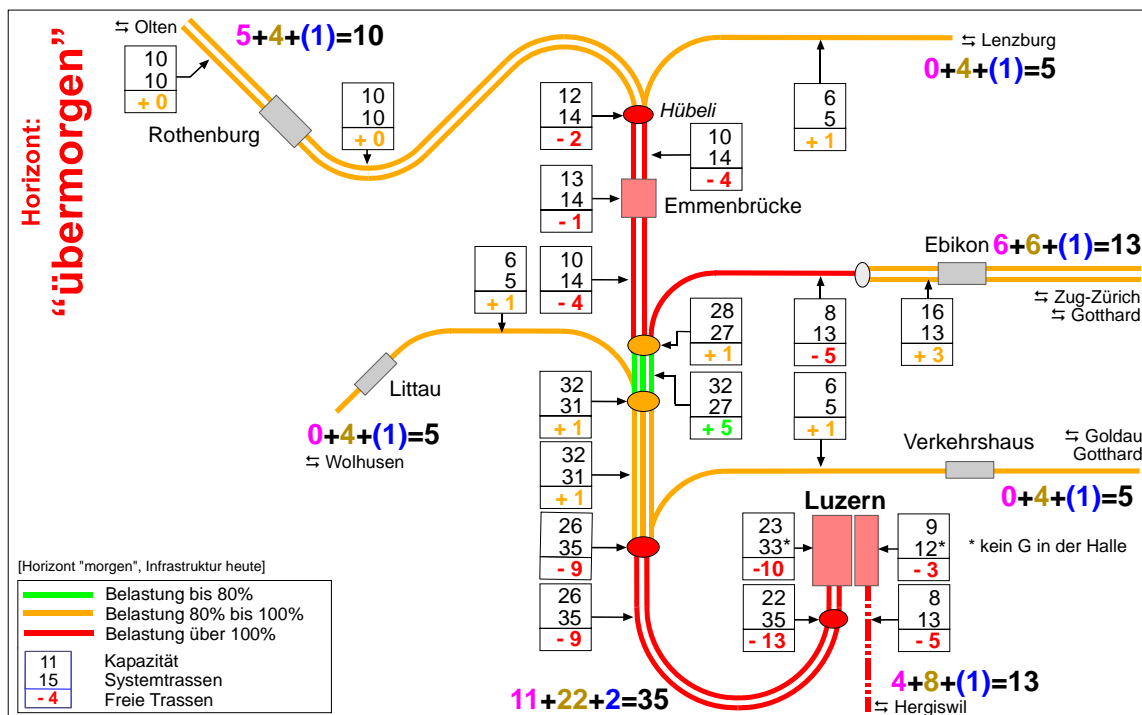 Horizont:
“übermorgen”
⇆ Olten
5+4+(1)=10
10
10
+ 0
Rothenburg
10
10
+ 0
12
14
- 2
Hübeli
⇆ Lenzburg
0+4+(1)=5
6
5
+ 1
10
14
- 4
13
14
- 1
Emmenbrücke
6
5
+ 1
10
14
- 4
Ebikon
6+6+(1)=13
⇆ Zug-Zürich
⇆ Gotthard
28
27
+ 1
8
13
- 5
16
13
+ 3
Littau
0+4+(1)=5
⇆ Wolhusen
32
31
+ 1
32
27
+ 5
6
5
+ 1
Verkehrshaus
⇆ Goldau
Gotthard
0+4+(1)=5
32
31
+ 1
26
35
- 9
Luzern
23
33*
-10
9
12*
- 3
* kein G in der Halle
26
35
- 9
22
35
- 13
8
13
- 5
11+22+2=35
4+8+(1)=13
⇆ Hergiswil
[Horizont "morgen", Infrastruktur heute]
Belastung bis 80%
Belastung 80% bis 100%
Belastung über 100%
11 Kapazität
15 Systemtrassen
- 4 Freie Trassen